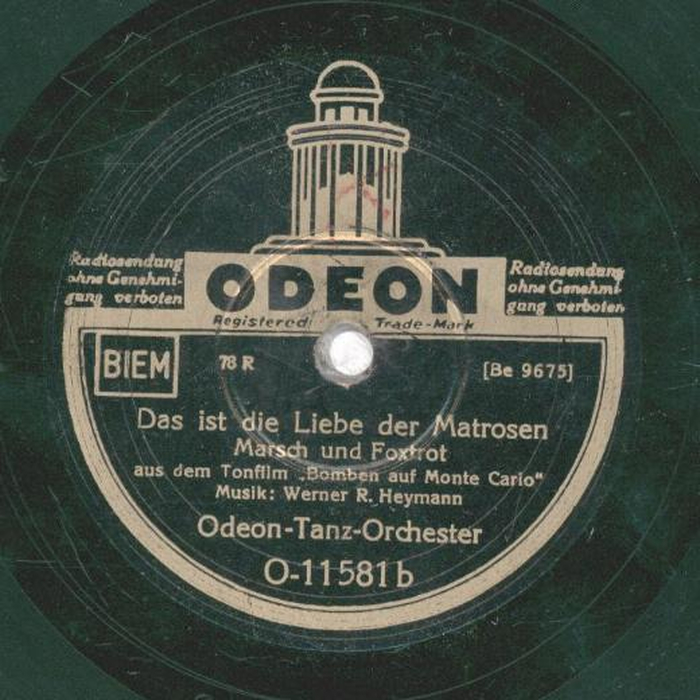 Radiosendung
ohne Genehmi-
gung verboten
ODEON
Radiosendung
ohne Genehmi-
gung verboten
Registered Trade-Mark
BIEM
78 R
[Be 9675]
Das ist die Liebe der Matrosen
Marsch und Foxtrot
aus dem Tonfilm „Bomben auf Monte Carlo“
Musik: Werner R. Heymann
Odeon-Tanz-Orchester
O-11581b